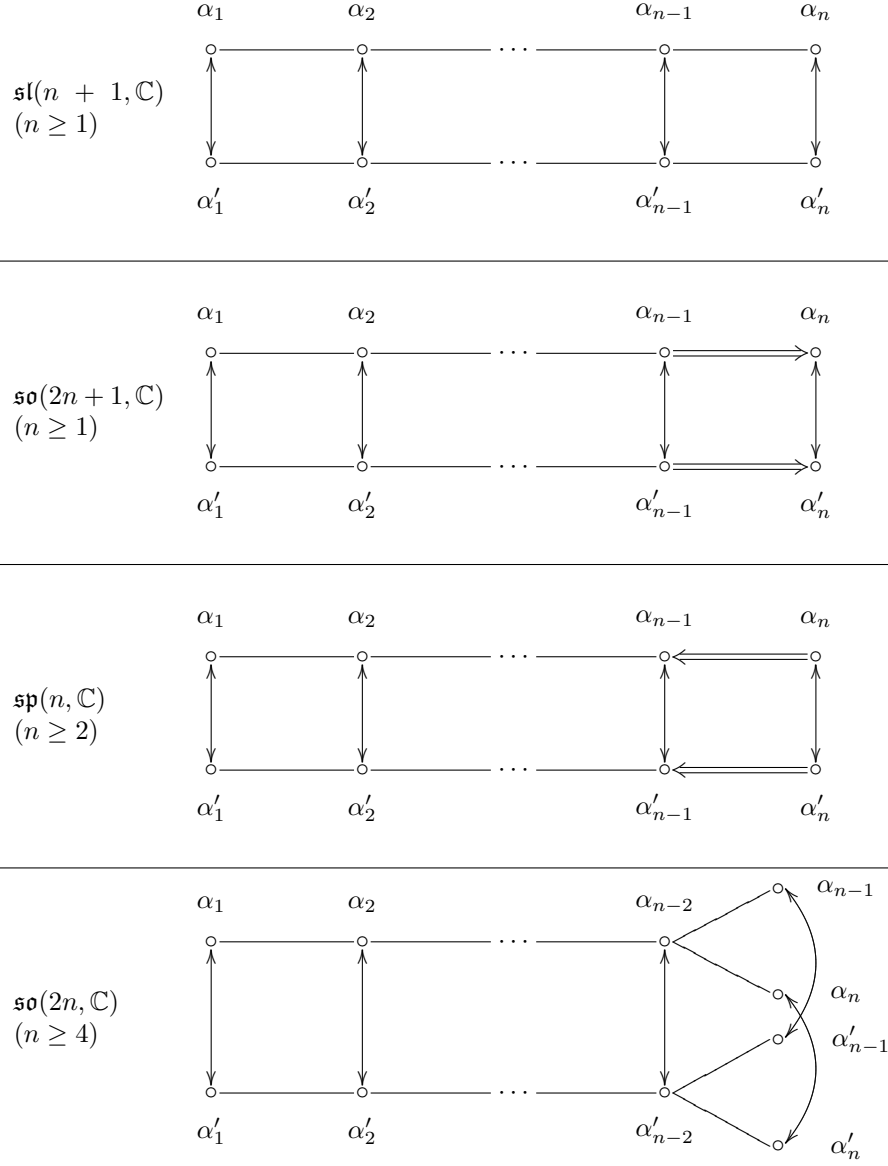 α₁ α₂ αₙ₋₁ αₙ
···
𝔰𝔩(n + 1, ℂ)
(n ≥ 1)
···
α′₁ α′₂ α′ₙ₋₁ α′ₙ
α₁ α₂ αₙ₋₁ αₙ
···
𝔰𝔬(2n + 1, ℂ)
(n ≥ 1)
···
α′₁ α′₂ α′ₙ₋₁ α′ₙ
α₁ α₂ αₙ₋₁ αₙ
···
𝔰𝔭(n, ℂ)
(n ≥ 2)
···
α′₁ α′₂ α′ₙ₋₁ α′ₙ
αₙ₋₁
α₁ α₂ αₙ₋₂
···
αₙ
𝔰𝔬(2n, ℂ)
(n ≥ 4)
α′ₙ₋₁
···
α′₁ α′₂ α′ₙ₋₂
α′ₙ